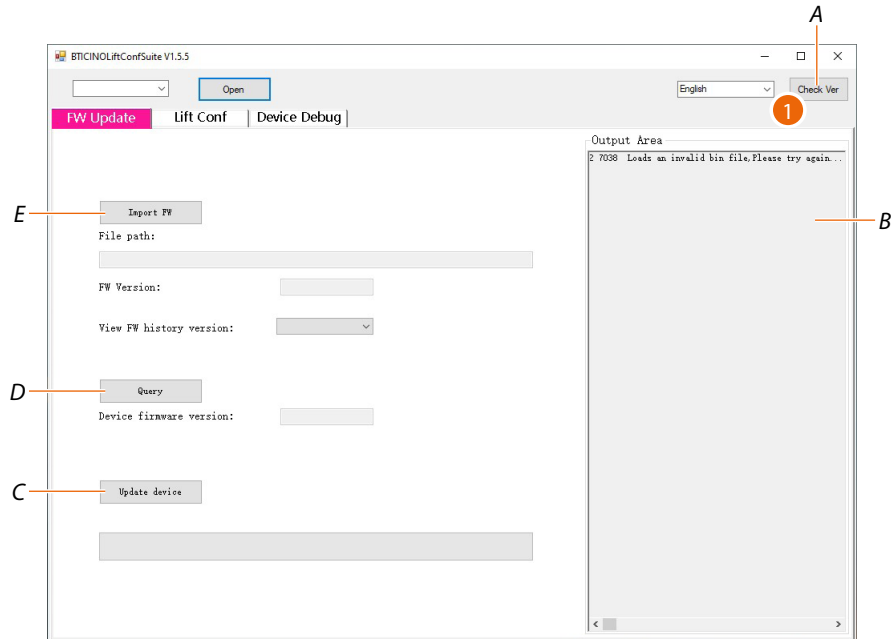 A
BTICINOLiftConfSuite V1.5.5
Open
English
Check Ver
1
FW Update
Lift Conf
Device Debug
Output Area
2 7038 Loads an invalid bin file,Please try again...
B
E
Import FW
File path:
FW Version:
View FW history version:
D
Query
Device firmware version:
C
Update device